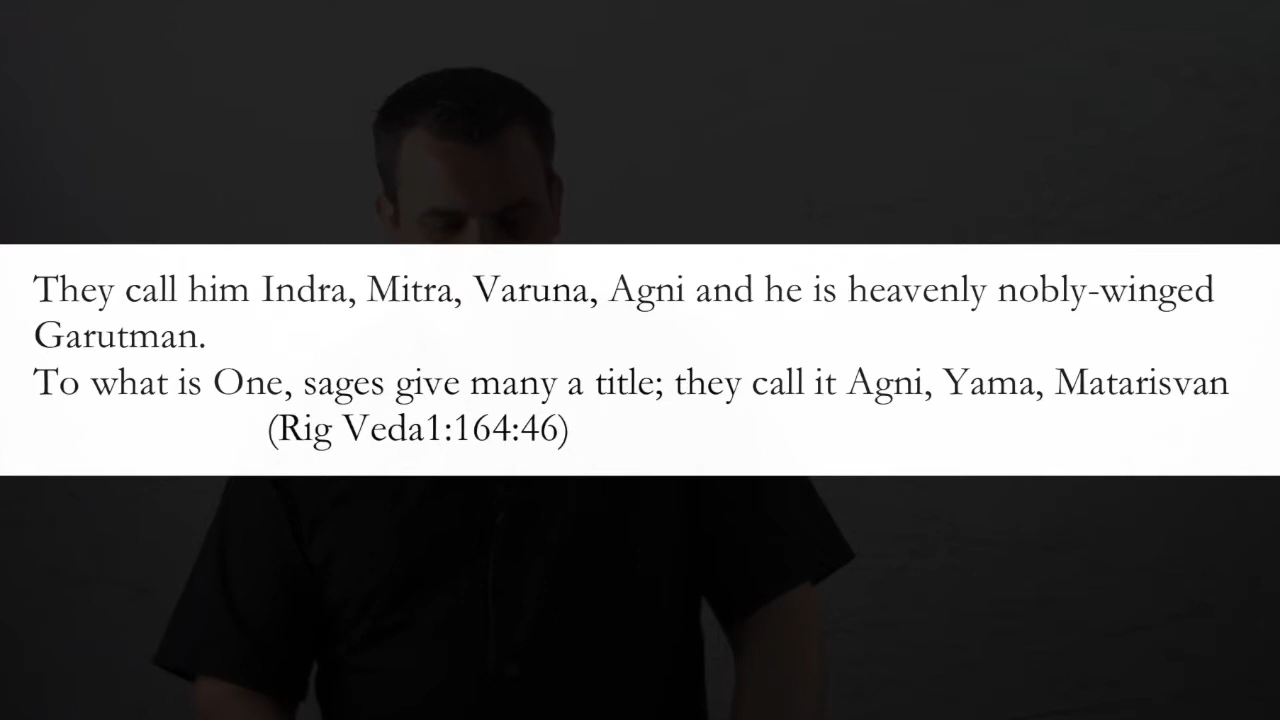 They call him Indra, Mitra, Varuna, Agni and he is heavenly nobly-winged
Garutman.
To what is One, sages give many a title; they call it Agni, Yama, Matarisvan
(Rig Veda1:164:46)